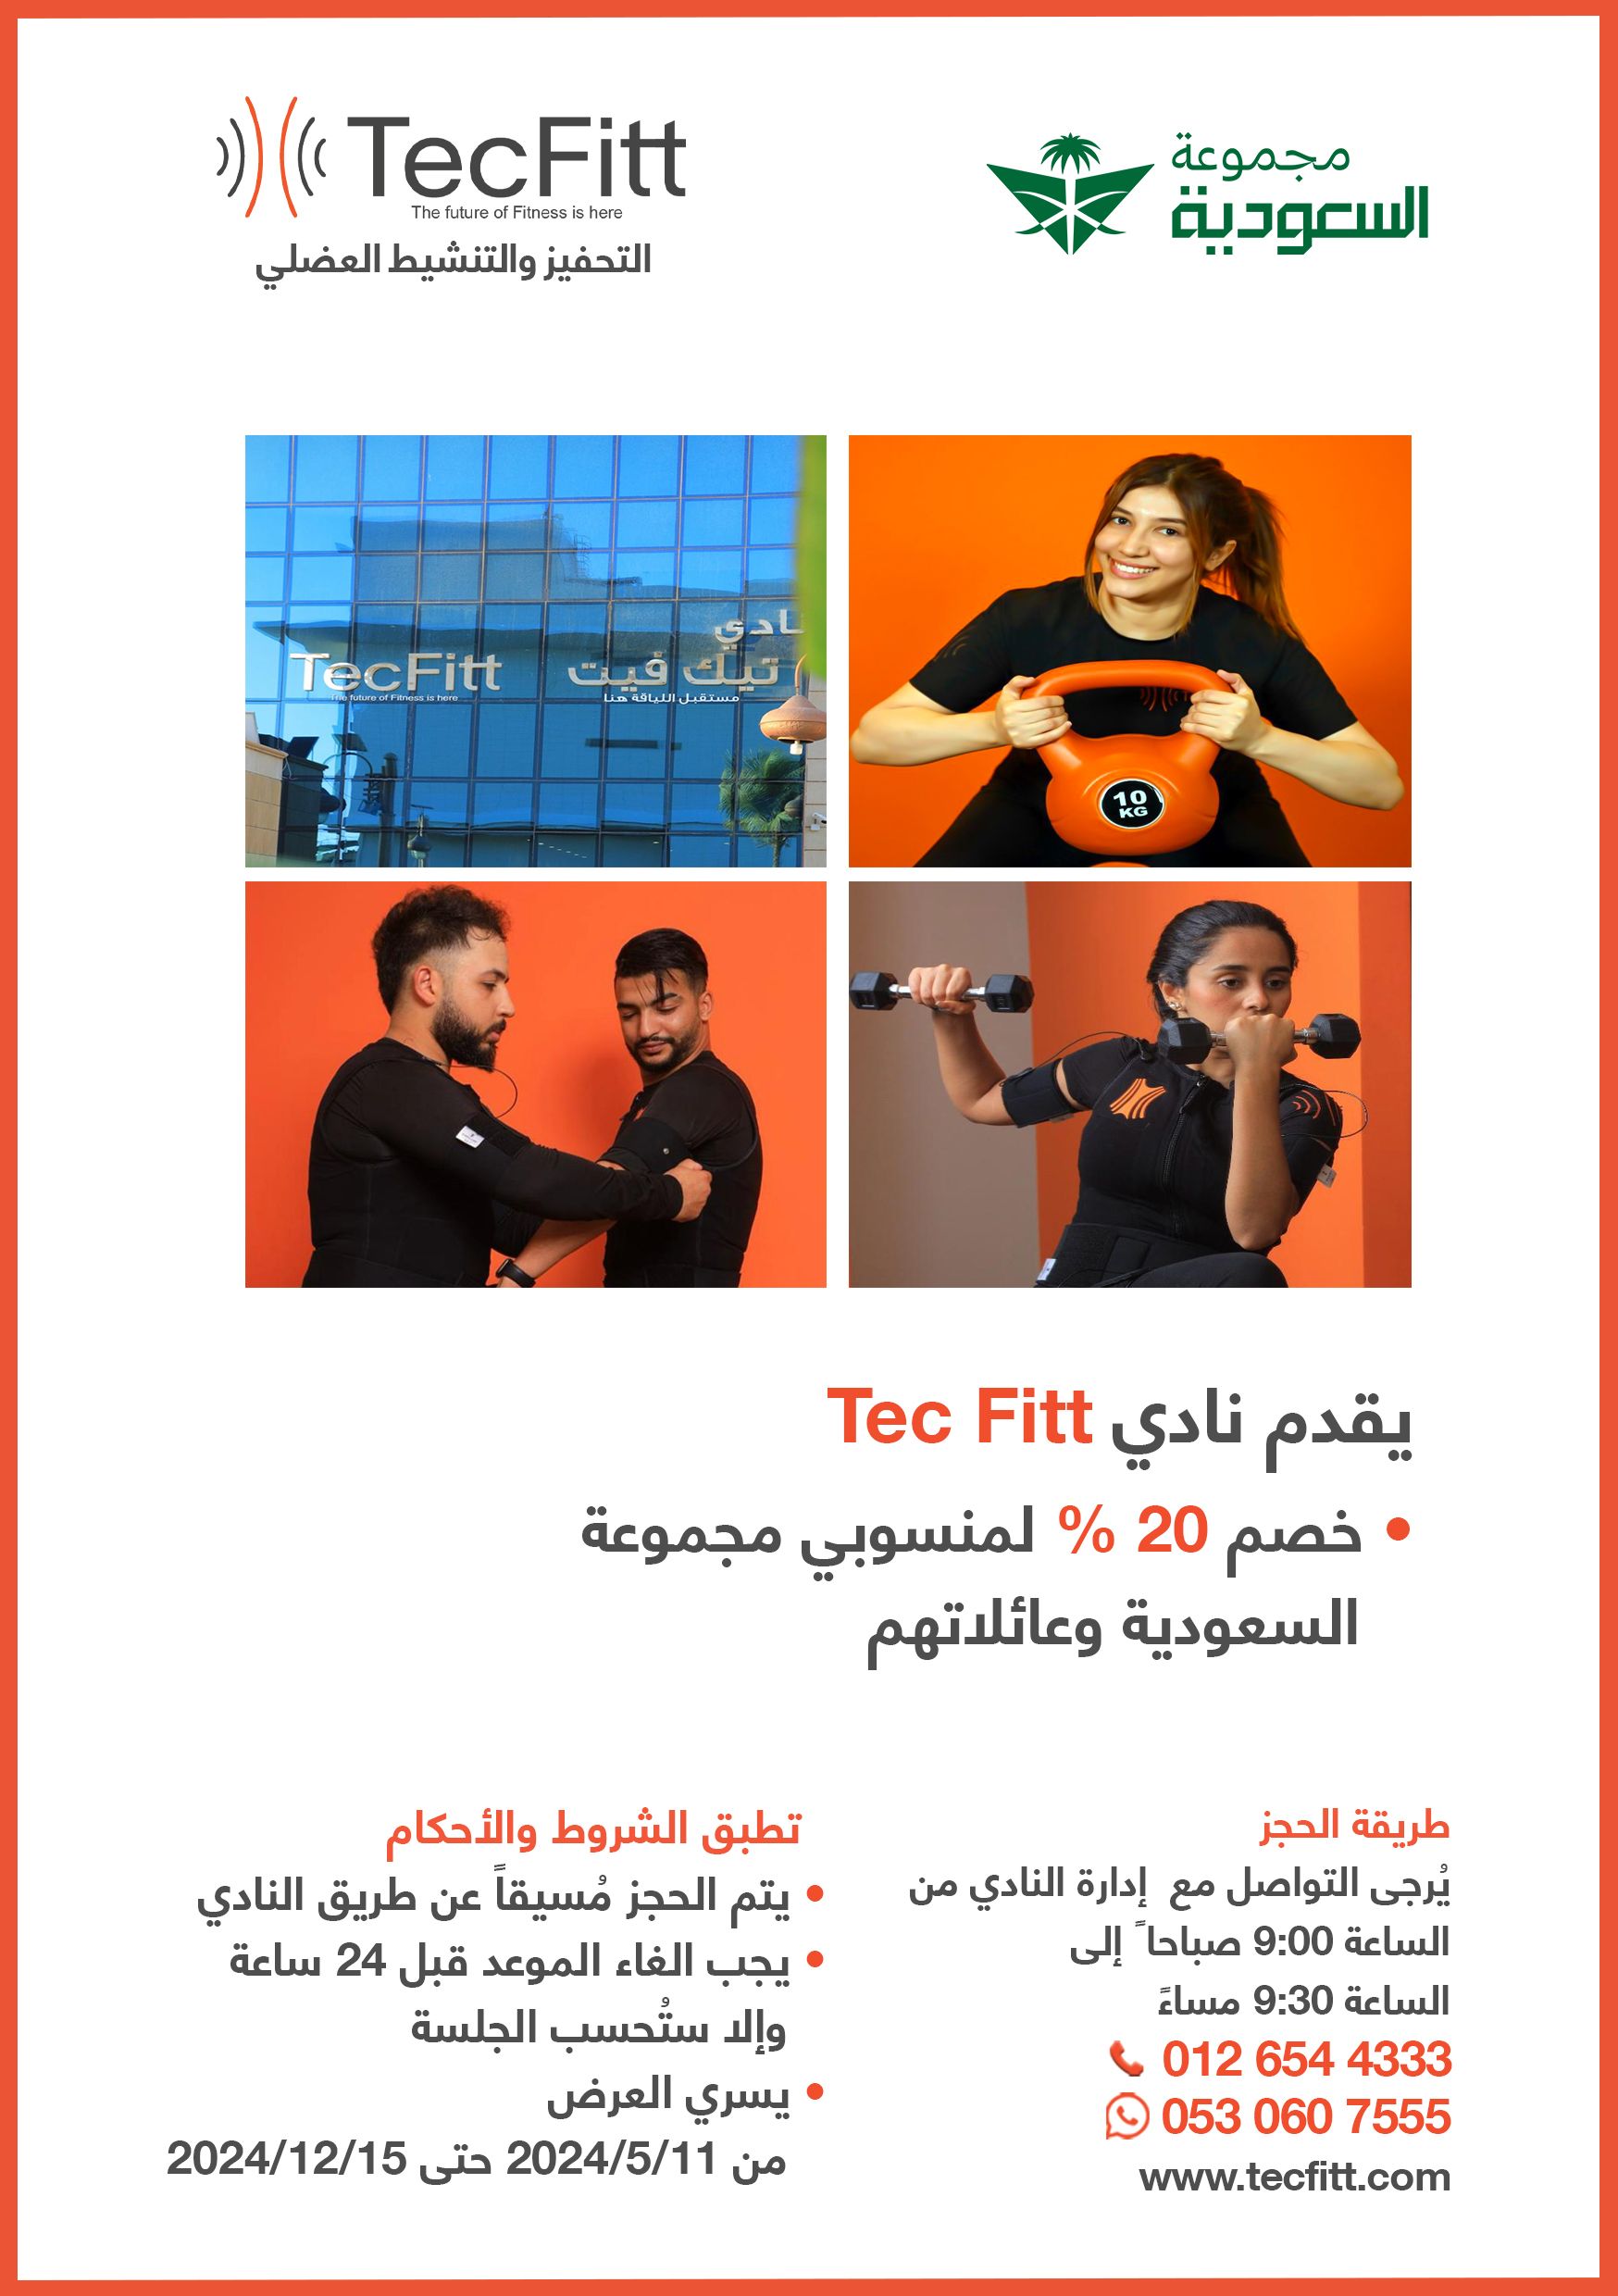 TecFitt
The future of Fitness is here
التحفيز والتنشيط العضلي
مجموعة
السعودية
نادي
TecFitt تيك فيت
The future of Fitness is here مستقبل اللياقة هنا
10
KG
يقدم نادي Tec Fitt
• خصم 20 % لمنسوبي مجموعة
السعودية وعائلاتهم
طريقة الحجز
يُرجى التواصل مع إدارة النادي من
الساعة 9:00 صباحا ً إلى
الساعة 9:30 مساءً
012 654 4333
053 060 7555
www.tecfitt.com
تطبق الشروط والأحكام
• يتم الحجز مُسيقاً عن طريق النادي
• يجب الغاء الموعد قبل 24 ساعة
وإلا ستُحسب الجلسة
• يسري العرض
من 2024/5/11 حتى 2024/12/15